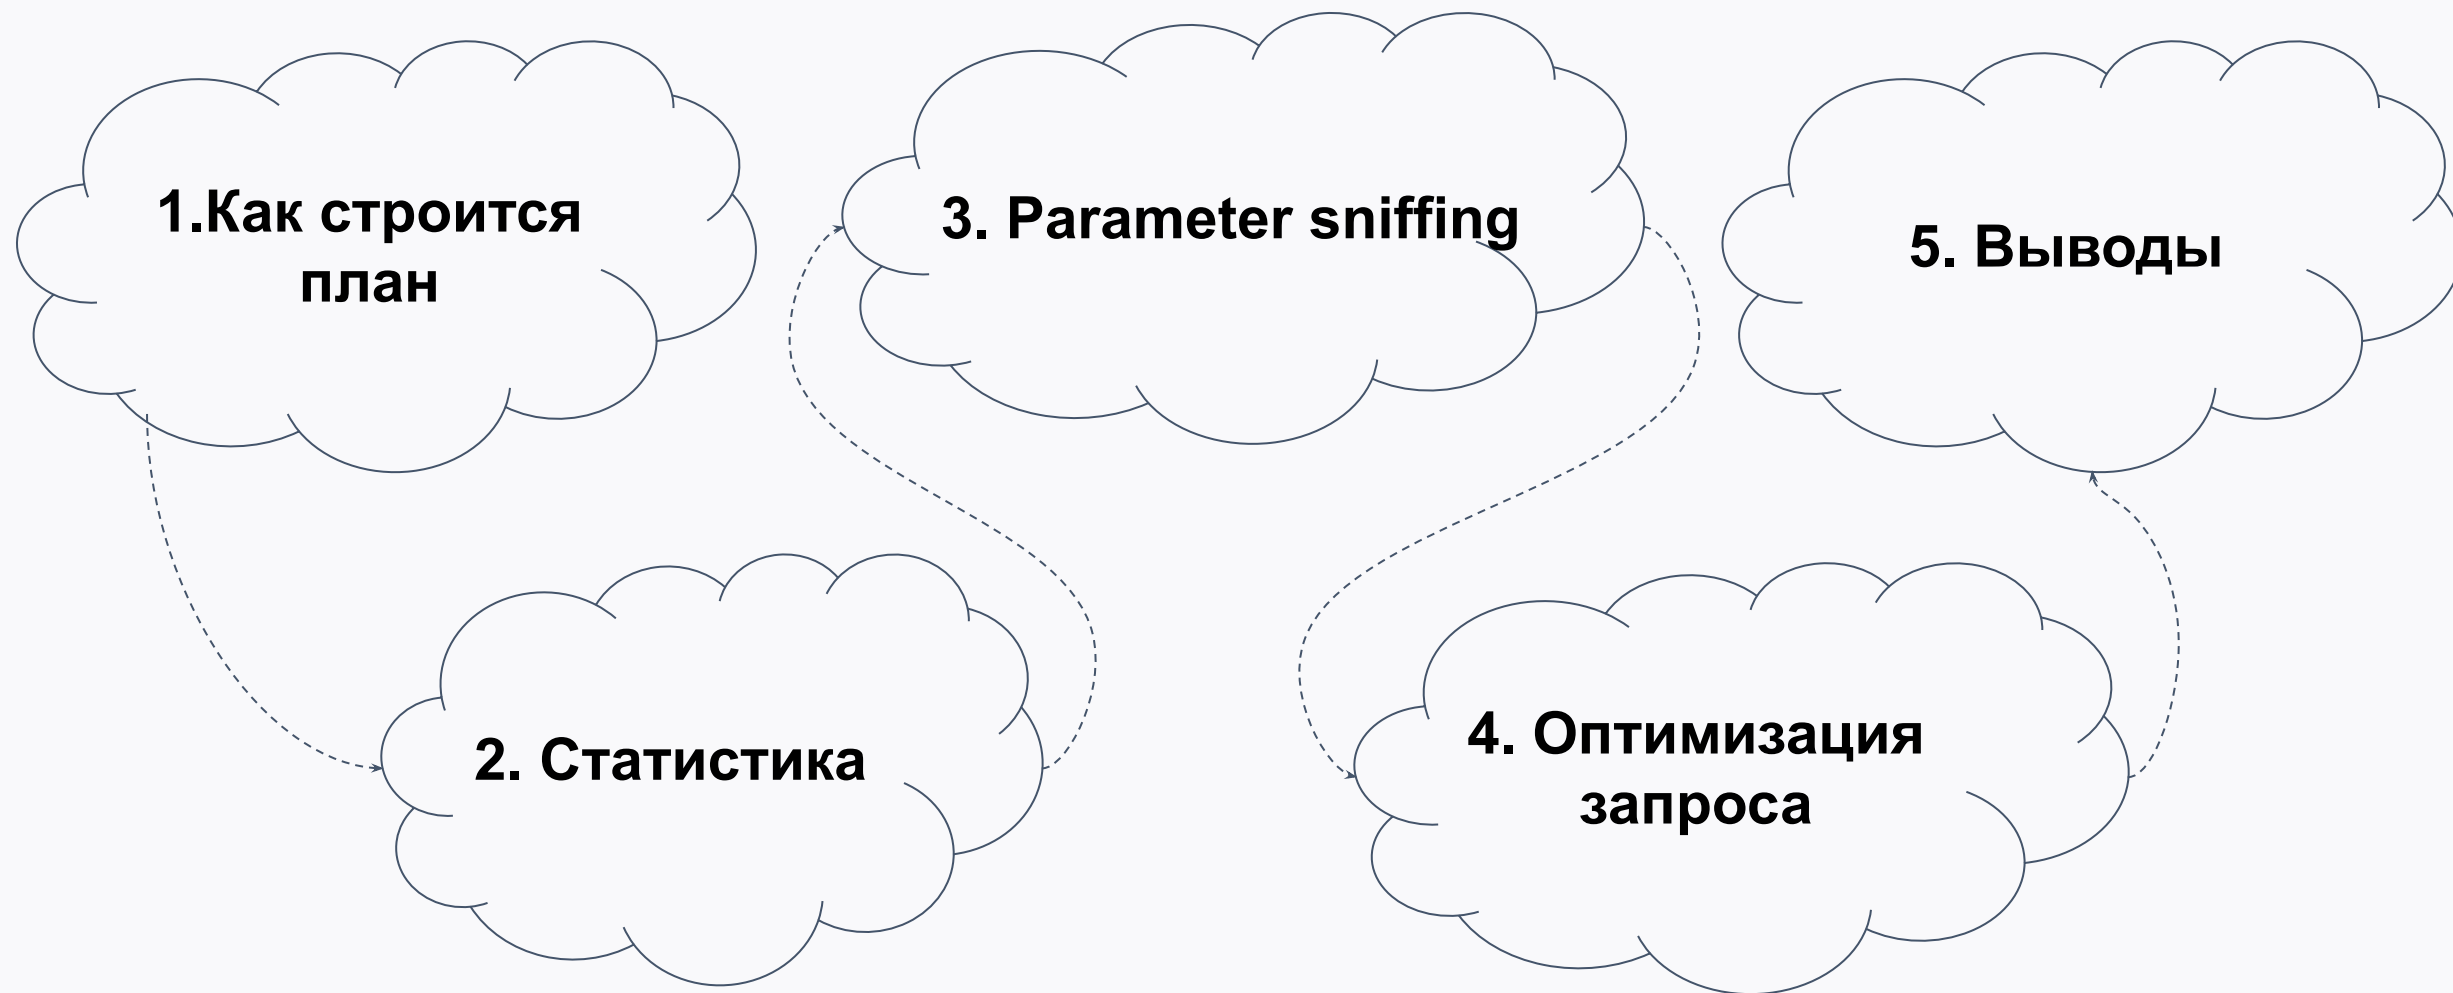 1.Как строится
план
2. Статистика
3. Parameter sniffing
4. Оптимизация
запроса
5. Выводы